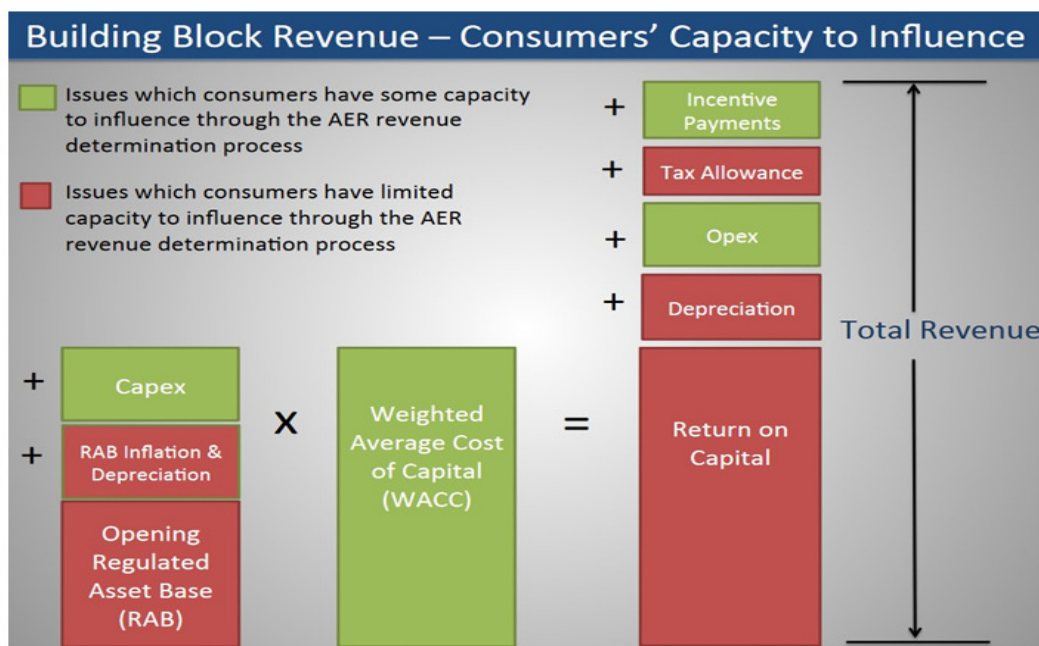 Building Block Revenue – Consumers’ Capacity to Influence
Issues which consumers have some capacity
to influence through the AER revenue
determination process
Issues which consumers have limited
capacity to influence through the AER
revenue determination process
+
Incentive
Payments
+
Tax Allowance
+
Opex
+
Depreciation
Total Revenue
+
Capex
+
RAB Inflation &
Depreciation
Opening
Regulated
Asset Base
(RAB)
x
Weighted
Average Cost
of Capital
(WACC)
=
Return on
Capital